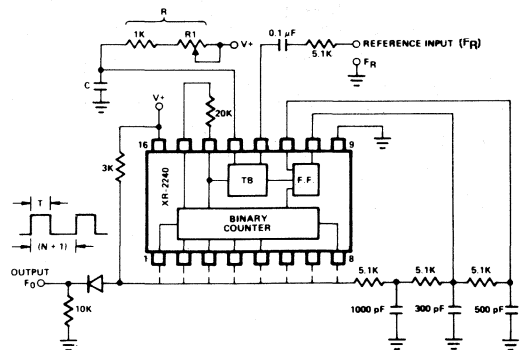 R
1K
R1
V+
0.1 μF
5.1K
REFERENCE INPUT (FR)
FR
C
V+
20K
16
9
3K
XR-2240
TB
F.F.
BINARY
COUNTER
T
(N + 1)
1
8
OUTPUT
FO
10K
5.1K
5.1K
5.1K
1000 pF
300 pF
500 pF